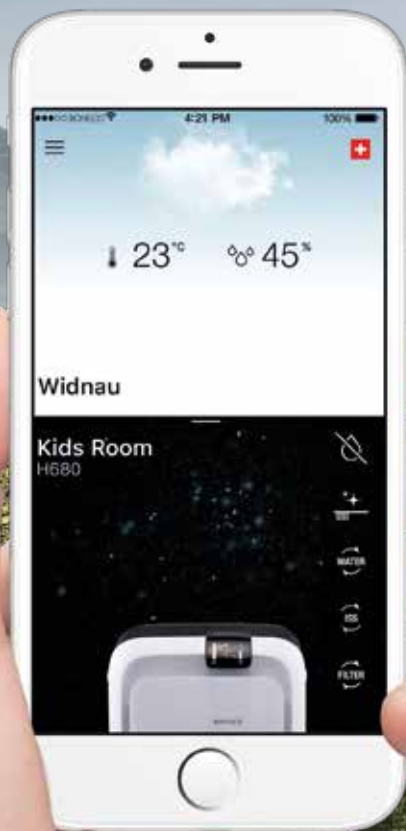 4:21 PM
100%
23°C
45%
Widnau
Kids Room
H680
WATER
ISS
FILTER